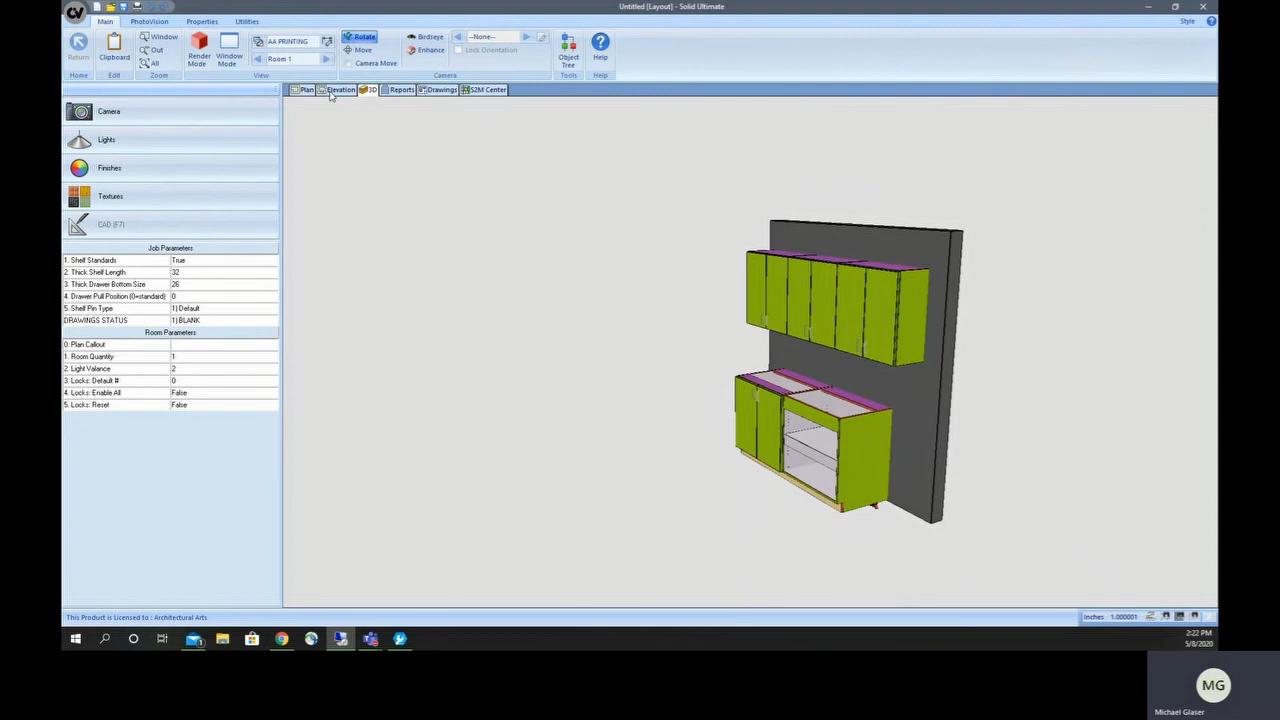 Untitled [Layout] - Solid Ultimate
CV
Main PhotoVision Properties Utilities Style
Return
Home
Clipboard
Edit
Window
Out
All
Zoom
Render Mode
Window Mode
AA PRINTING
Room 1
View
Rotate
Move
Camera Move
Birdseye
Enhance
--None--
Lock Orientation
Camera
Object Tree
Tools
Help
Help
Plan Elevation 3D Reports Drawings S2M Center
Camera
Lights
Finishes
Textures
CAD (F7)
Job Parameters
1. Shelf Standards True
2. Thick Shelf Length 32
3. Thick Drawer Bottom Size 26
4. Drawer Pull Position (0=standard) 0
5. Shelf Pin Type 1) Default
DRAWINGS STATUS 1) BLANK
Room Parameters
0. Plan Callout
1. Room Quantity 1
2. Light Valance 2
3. Locks: Default # 0
4. Locks: Enable All False
5. Locks: Reset False
This Product is Licensed to : Architectural Arts
Inches 1.000001
2:22 PM
5/8/2020
MG
Michael Glaser